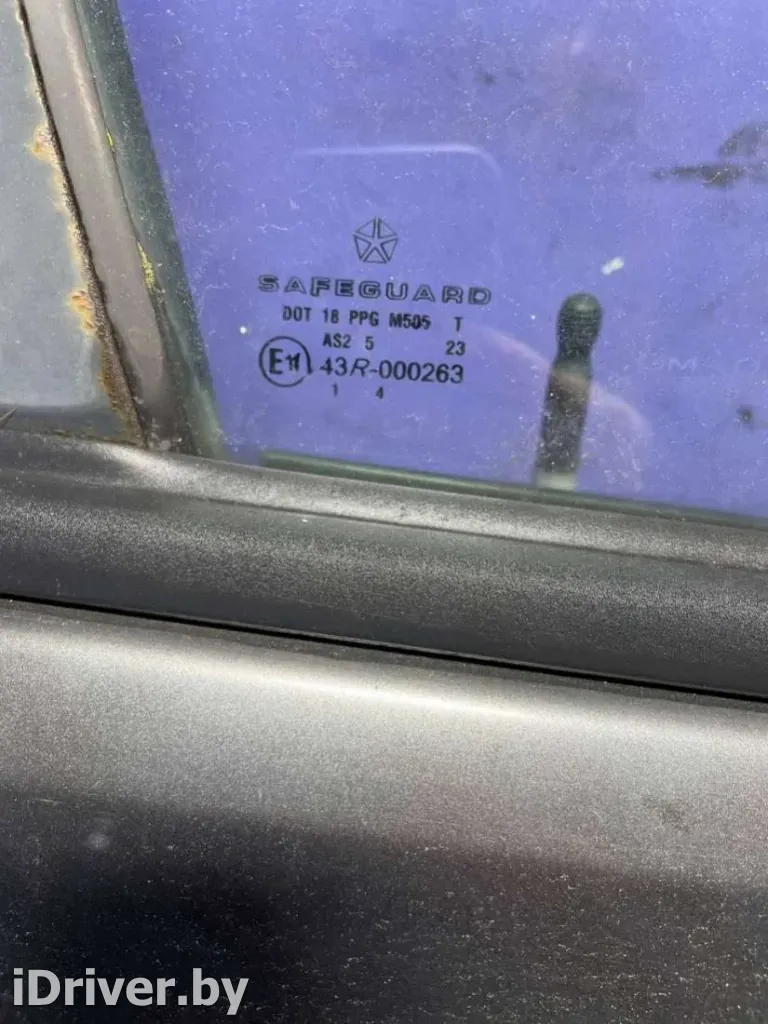 SAFEGUARD
DOT 18 PPG M505 T
AS2 5 23
E11 43R-000263
1 4
iDriver.by